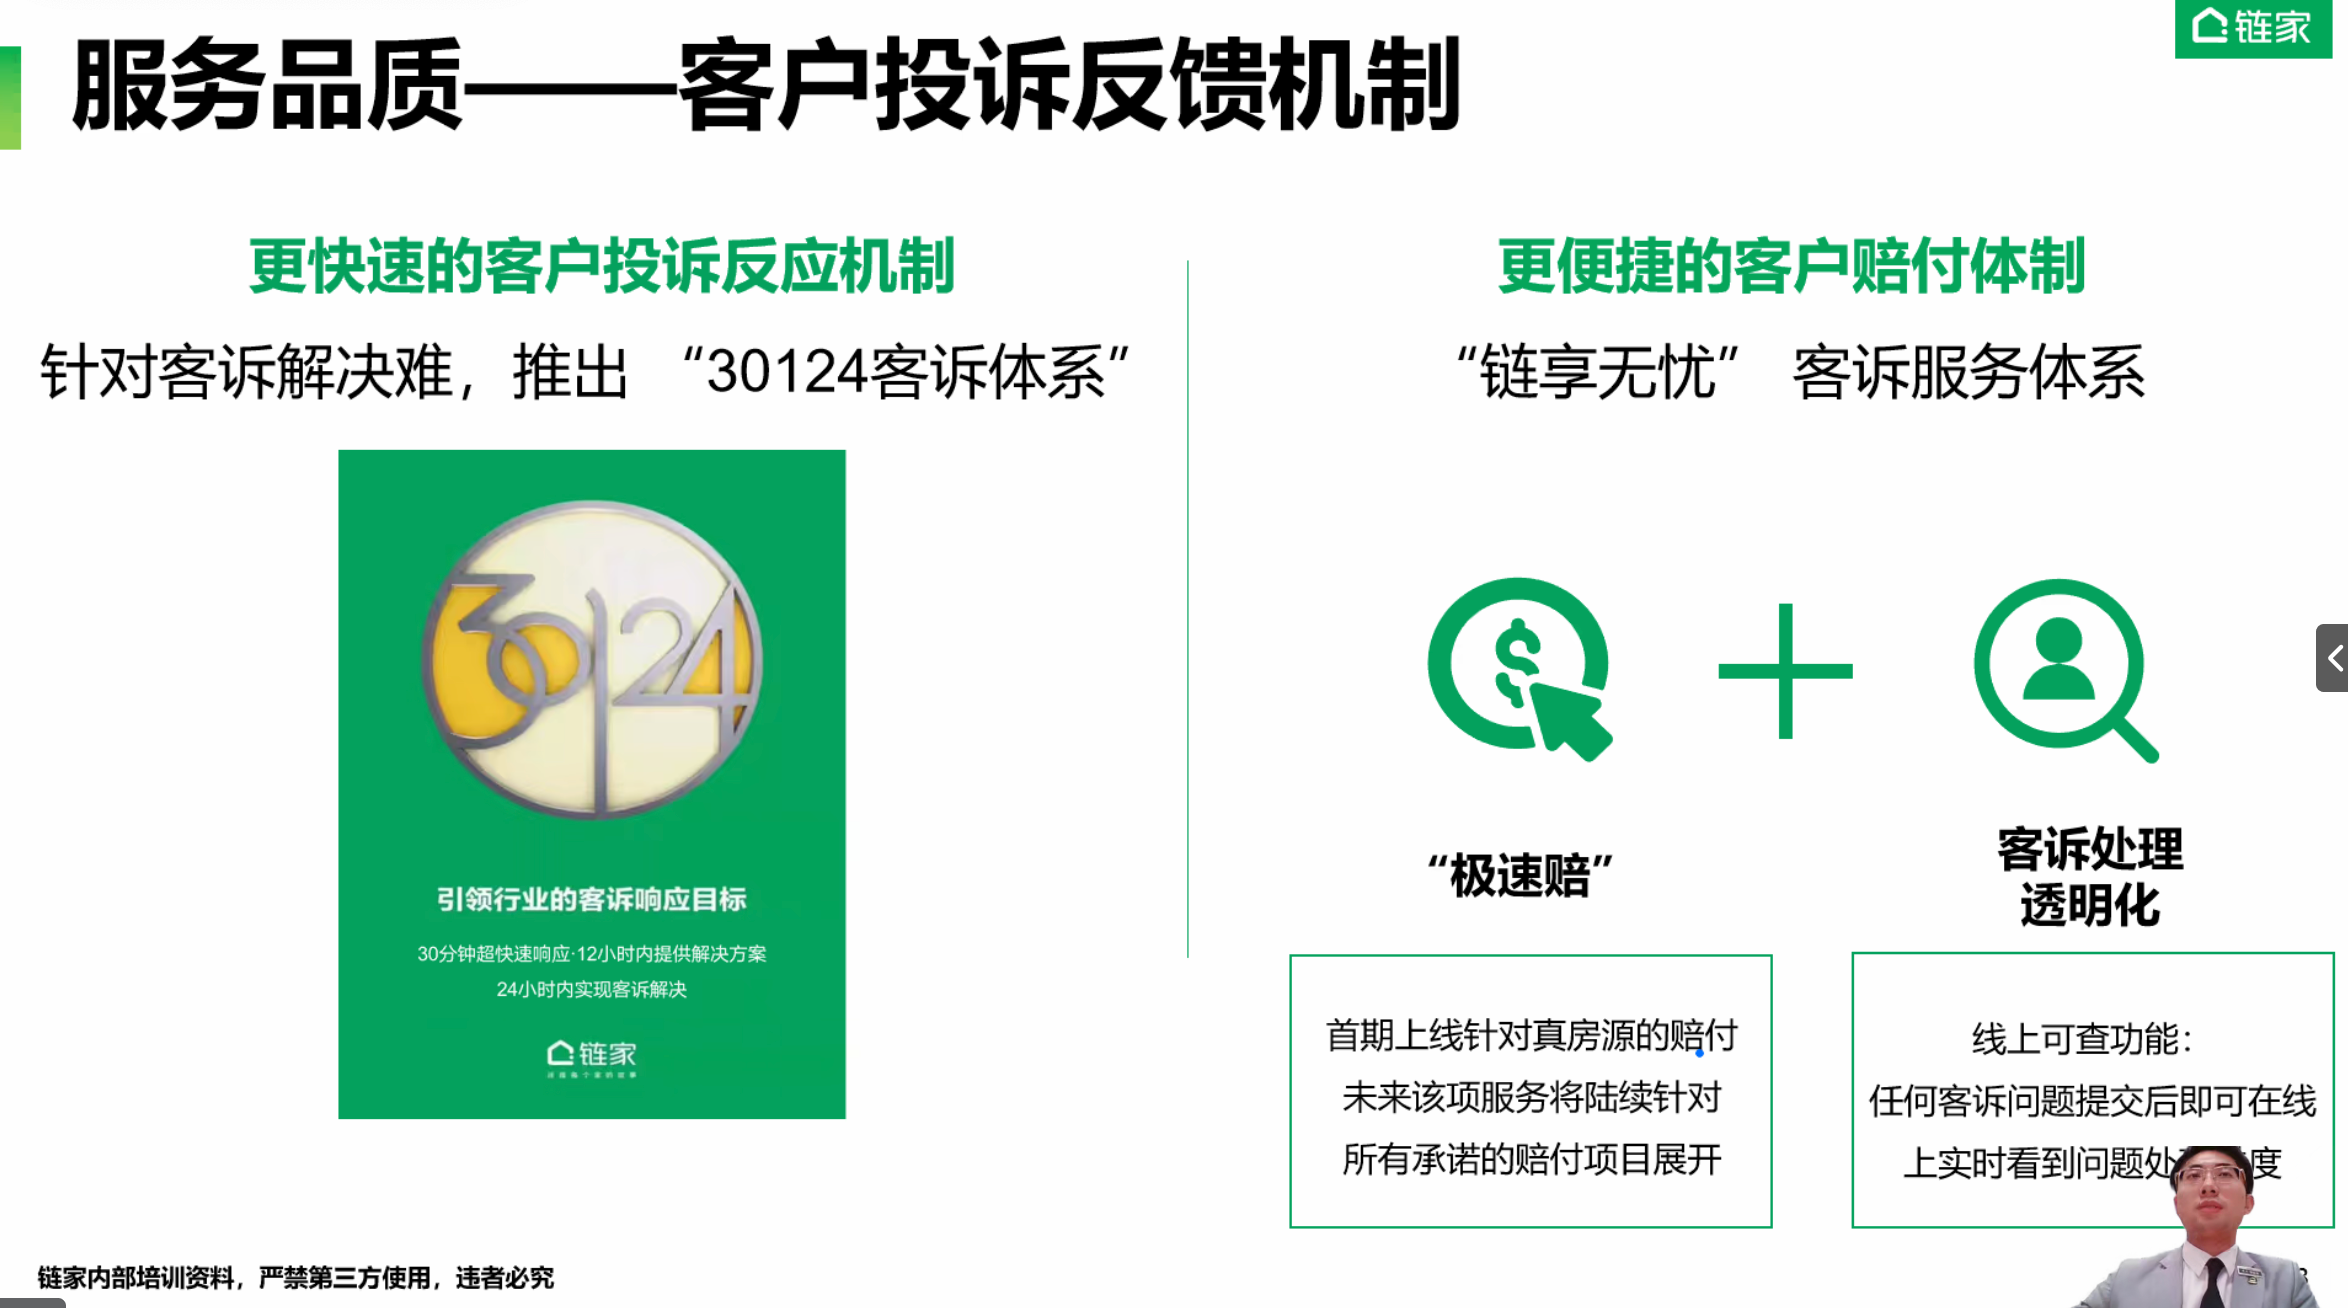 链家
服务品质——客户投诉反馈机制
更快速的客户投诉反应机制
针对客诉解决难，推出 “30124客诉体系”
30124
引领行业的客诉响应目标
30分钟超快速响应·12小时内提供解决方案
24小时内实现客诉解决
链家
更便捷的客户赔付体制
“链享无忧” 客诉服务体系
“极速赔”
首期上线针对真房源的赔付
未来该项服务将陆续针对
所有承诺的赔付项目展开
客诉处理
透明化
线上可查功能：
任何客诉问题提交后即可在线
上实时看到问题处 度
链家内部培训资料，严禁第三方使用，违者必究